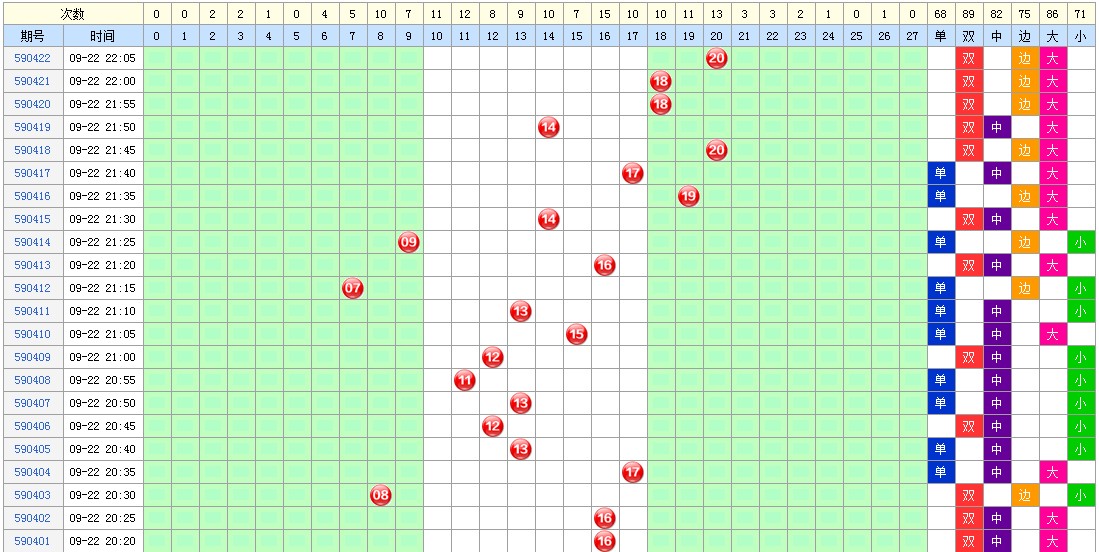 次数 0 0 2 2 1 0 4 5 10 7 11 12 8 9 10 7 15 10 10 11 13 3 3 2 1 0 1 0 68 89 82 75 86 71
期号 时间 0 1 2 3 4 5 6 7 8 9 10 11 12 13 14 15 16 17 18 19 20 21 22 23 24 25 26 27 单 双 中 边 大 小
590422 09-22 22:05 20 双 边 大
590421 09-22 22:00 18 双 边 大
590420 09-22 21:55 18 双 边 大
590419 09-22 21:50 14 双 中 大
590418 09-22 21:45 20 双 边 大
590417 09-22 21:40 17 单 中 大
590416 09-22 21:35 19 单 边 大
590415 09-22 21:30 14 双 中 大
590414 09-22 21:25 09 单 边 小
590413 09-22 21:20 16 双 中 大
590412 09-22 21:15 07 单 边 小
590411 09-22 21:10 13 单 中 小
590410 09-22 21:05 15 单 中 大
590409 09-22 21:00 12 双 中 小
590408 09-22 20:55 11 单 中 小
590407 09-22 20:50 13 单 中 小
590406 09-22 20:45 12 双 中 小
590405 09-22 20:40 13 单 中 小
590404 09-22 20:35 17 单 中 大
590403 09-22 20:30 08 双 边 小
590402 09-22 20:25 16 双 中 大
590401 09-22 20:20 16 双 中 大